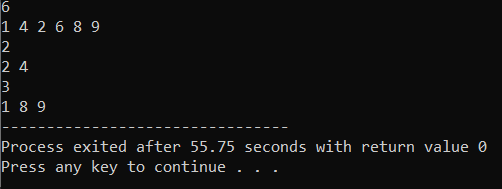 6
1 4 2 6 8 9
2
2 4
3
1 8 9
--------------------------------
Process exited after 55.75 seconds with return value 0
Press any key to continue . . .